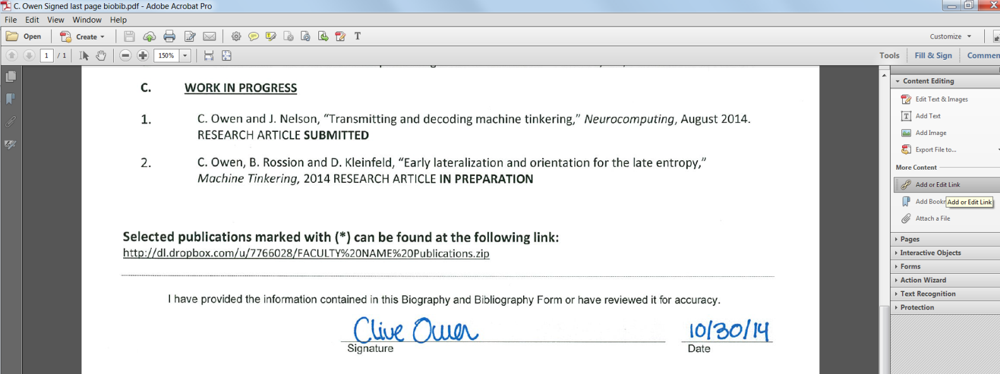 C. Owen Signed last page biobib.pdf - Adobe Acrobat Pro
File Edit View Window Help
Open Create T Customize
1 / 1 150% Tools Fill & Sign Commen
C. WORK IN PROGRESS
1. C. Owen and J. Nelson, “Transmitting and decoding machine tinkering,” Neurocomputing, August 2014.
RESEARCH ARTICLE SUBMITTED
2. C. Owen, B. Rossion and D. Kleinfeld, “Early lateralization and orientation for the late entropy,”
Machine Tinkering, 2014 RESEARCH ARTICLE IN PREPARATION
Selected publications marked with (*) can be found at the following link:
http://dl.dropbox.com/u/7766028/FACULTY%20NAME%20Publications.zip
I have provided the information contained in this Biography and Bibliography Form or have reviewed it for accuracy.
Clive Owen 10/30/14
Signature Date
Content Editing
Edit Text & Images
T Add Text
Add Image
Export File to...
More Content
Add or Edit Link
Add Bookr Add or Edit Link
Attach a File
Pages
Interactive Objects
Forms
Action Wizard
Text Recognition
Protection